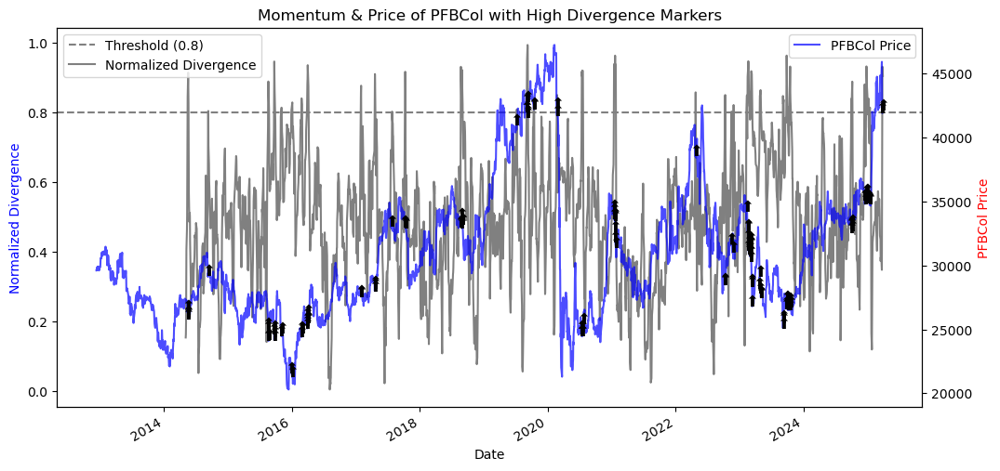 Momentum & Price of PFBCol with High Divergence Markers
Threshold (0.8)
Normalized Divergence
PFBCol Price
1.0
0.8
0.6
0.4
0.2
0.0
Normalized Divergence
45000
40000
35000
30000
25000
20000
PFBCol Price
2014
2016
2018
2020
2022
2024
Date